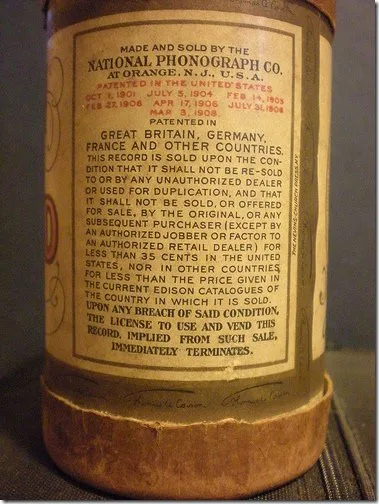 MADE AND SOLD BY THE
NATIONAL PHONOGRAPH CO.
AT ORANGE, N.J., U.S.A.
PATENTED IN THE UNITED STATES
OCT 1, 1901 JULY 5, 1904 FEB 14, 1905
FEB 27, 1906 APR 17, 1906 JULY 31, 1906
MAR 3, 1908.
PATENTED IN
GREAT BRITAIN, GERMANY,
FRANCE AND OTHER COUNTRIES.
THIS RECORD IS SOLD UPON THE CON-
DITION THAT IT SHALL NOT BE RE-SOLD
TO OR BY ANY UNAUTHORIZED DEALER
OR USED FOR DUPLICATION, AND THAT
IT SHALL NOT BE SOLD, OR OFFERED
FOR SALE, BY THE ORIGINAL, OR ANY
SUBSEQUENT PURCHASER (EXCEPT BY
AN AUTHORIZED JOBBER OR FACTOR TO
AN AUTHORIZED RETAIL DEALER) FOR
LESS THAN 35 CENTS IN THE UNITED
STATES, NOR IN OTHER COUNTRIES,
FOR LESS THAN THE PRICE GIVEN IN
THE CURRENT EDISON CATALOGUES OF
THE COUNTRY IN WHICH IT IS SOLD.
UPON ANY BREACH OF SAID CONDITION,
THE LICENSE TO USE AND VEND THIS
RECORD, IMPLIED FROM SUCH SALE,
IMMEDIATELY TERMINATES.
Thomas A Edison
Thomas A Edison